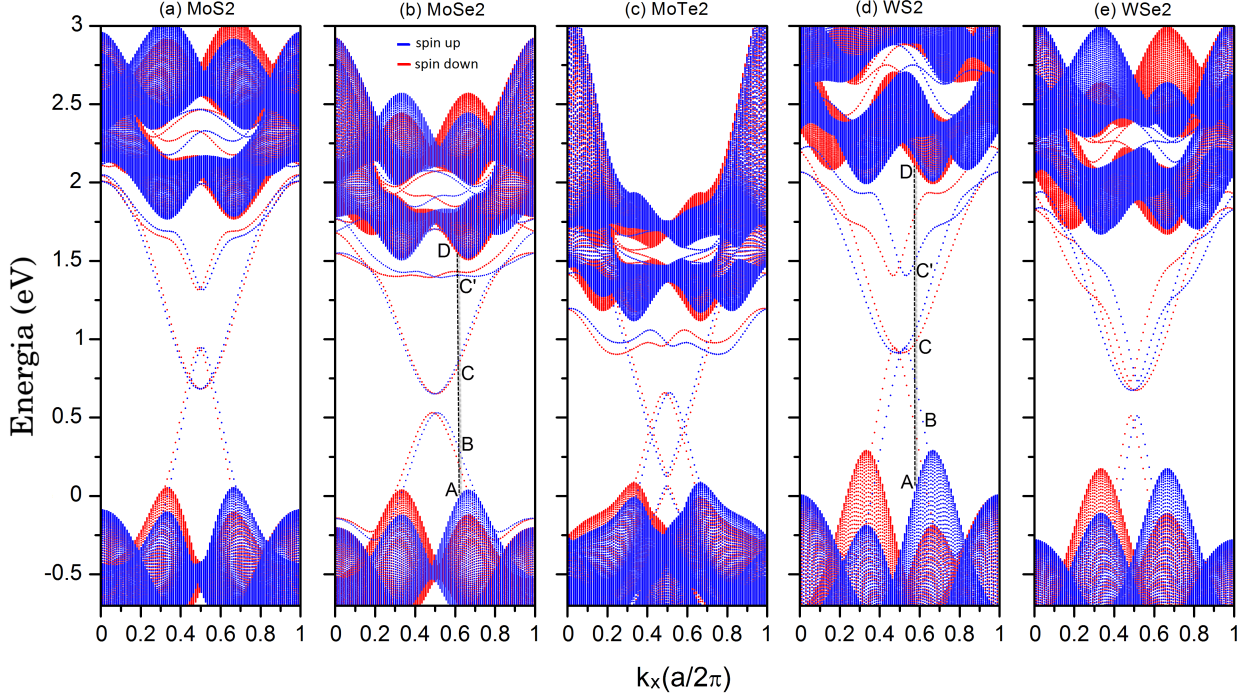 (a) MoS2
(b) MoSe2
(c) MoTe2
(d) WS2
(e) WSe2
spin up
spin down
Energia (eV)
3
2.5
2
1.5
1
0.5
0
-0.5
D
C'
C
B
A
D
C'
C
B
A
0 0.2 0.4 0.6 0.8 1
0 0.2 0.4 0.6 0.8 1
0 0.2 0.4 0.6 0.8 1
0 0.2 0.4 0.6 0.8 1
0 0.2 0.4 0.6 0.8 1
kx(a/2π)